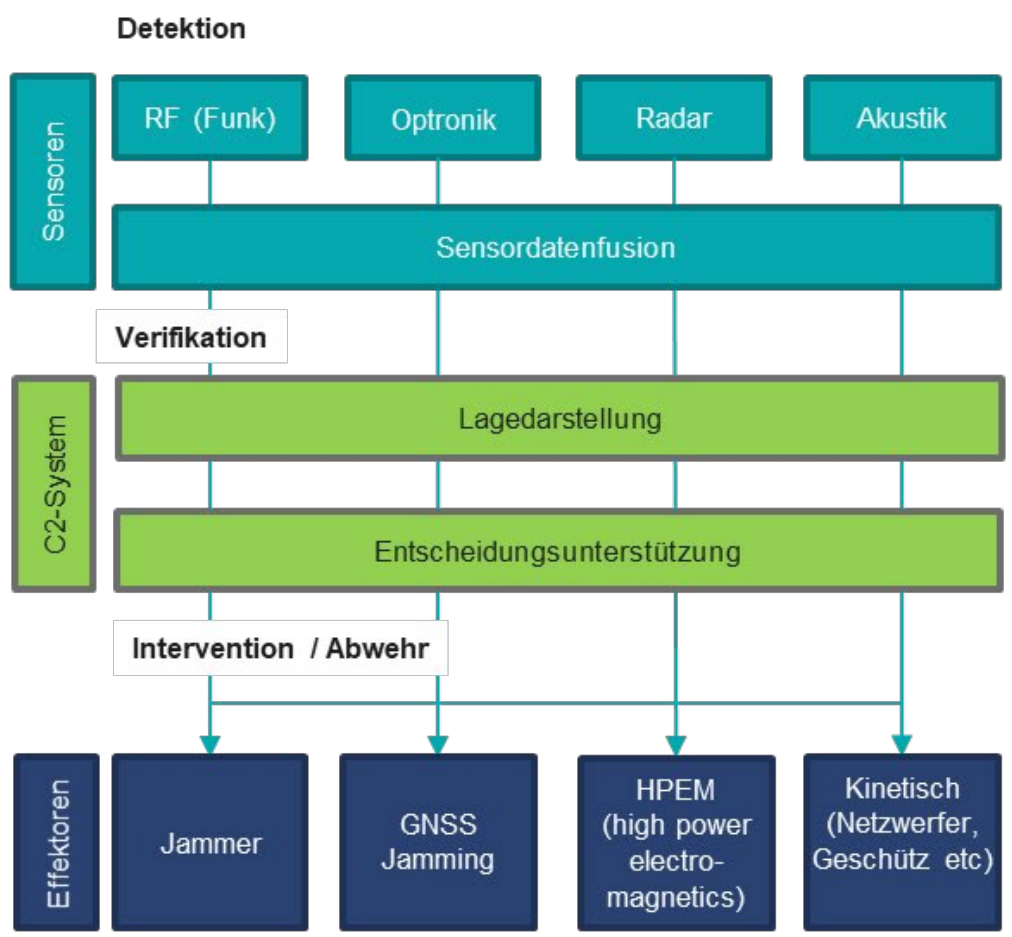 Detektion
Sensoren
RF (Funk)
Optronik
Radar
Akustik
Sensordatenfusion
Verifikation
C2-System
Lagedarstellung
Entscheidungsunterstützung
Intervention / Abwehr
Effektoren
Jammer
GNSS
Jamming
HPEM
(high power
electro-
magnetics)
Kinetisch
(Netzwerfer,
Geschütz etc)